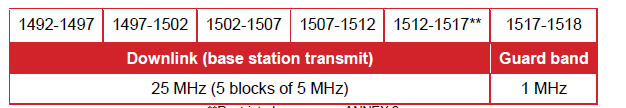 1492-1497 1497-1502 1502-1507 1507-1512 1512-1517** 1517-1518
Downlink (base station transmit) Guard band
25 MHz (5 blocks of 5 MHz) 1 MHz